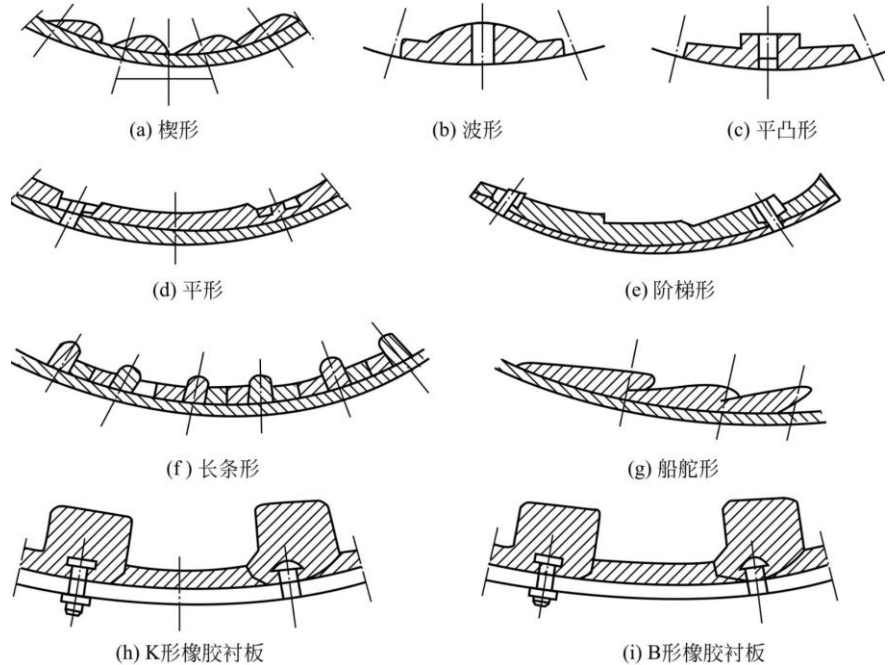 (a) 楔形
(b) 波形
(c) 平凸形
(d) 平形
(e) 阶梯形
(f) 长条形
(g) 船舵形
(h) K形橡胶衬板
(i) B形橡胶衬板